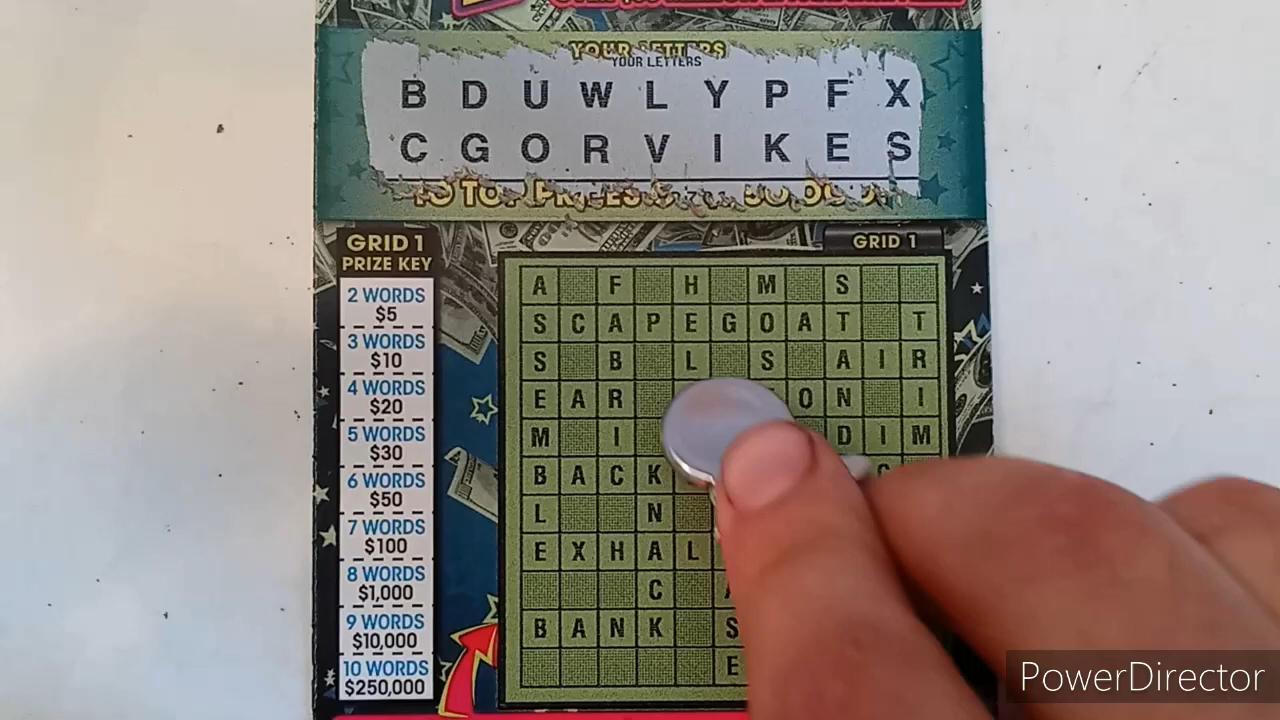 YOUR LETTERS
YOUR LETTERS
B D U W L Y P F X
C G O R V I K E S
GRID 1
PRIZE KEY
2 WORDS
$5
3 WORDS
$10
4 WORDS
$20
5 WORDS
$30
6 WORDS
$50
7 WORDS
$100
8 WORDS
$1,000
9 WORDS
$10,000
10 WORDS
$250,000
GRID 1
A F H M S
S C A P E G O A T T
S B L S A I R
E A R O N I
M I D I M
B A C K
L N
E X H A L
C
B A N K S
E
PowerDirector